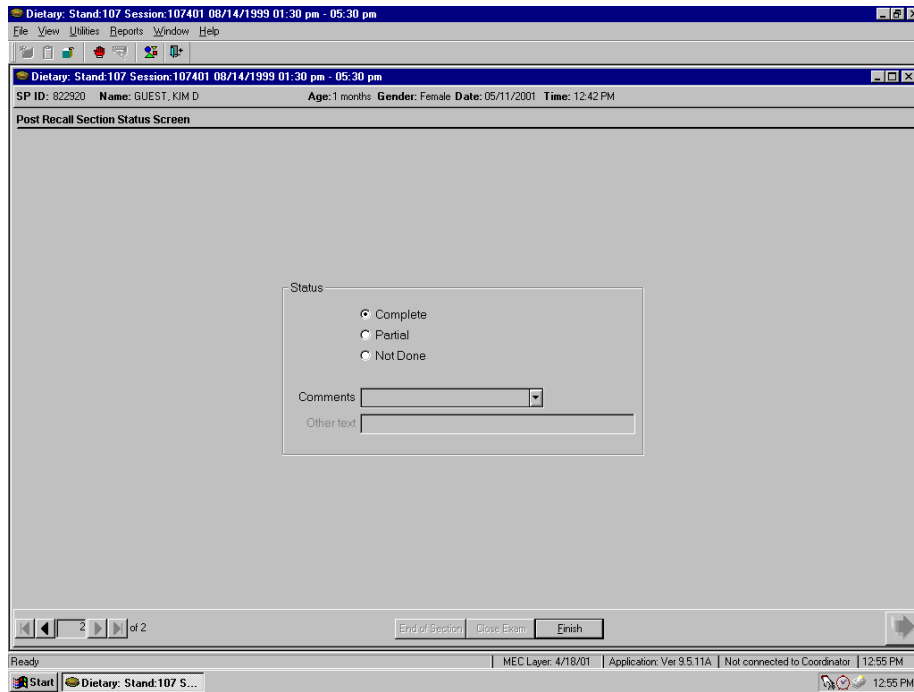 Dietary: Stand:107 Session:107401 08/14/1999 01:30 pm - 05:30 pm
File View Utilities Reports Window Help
Dietary: Stand:107 Session:107401 08/14/1999 01:30 pm - 05:30 pm
SP ID: 822920 Name: GUEST, KIM D Age: 1 months Gender: Female Date: 05/11/2001 Time: 12:42 PM
Post Recall Section Status Screen
Status
Complete
Partial
Not Done
Comments
Other text
2 of 2 End of Section Close Exam Finish
Ready MEC Layer: 4/18/01 Application: Ver 9.5.11A Not connected to Coordinator 12:55 PM
Start Dietary: Stand:107 S... 12:55 PM